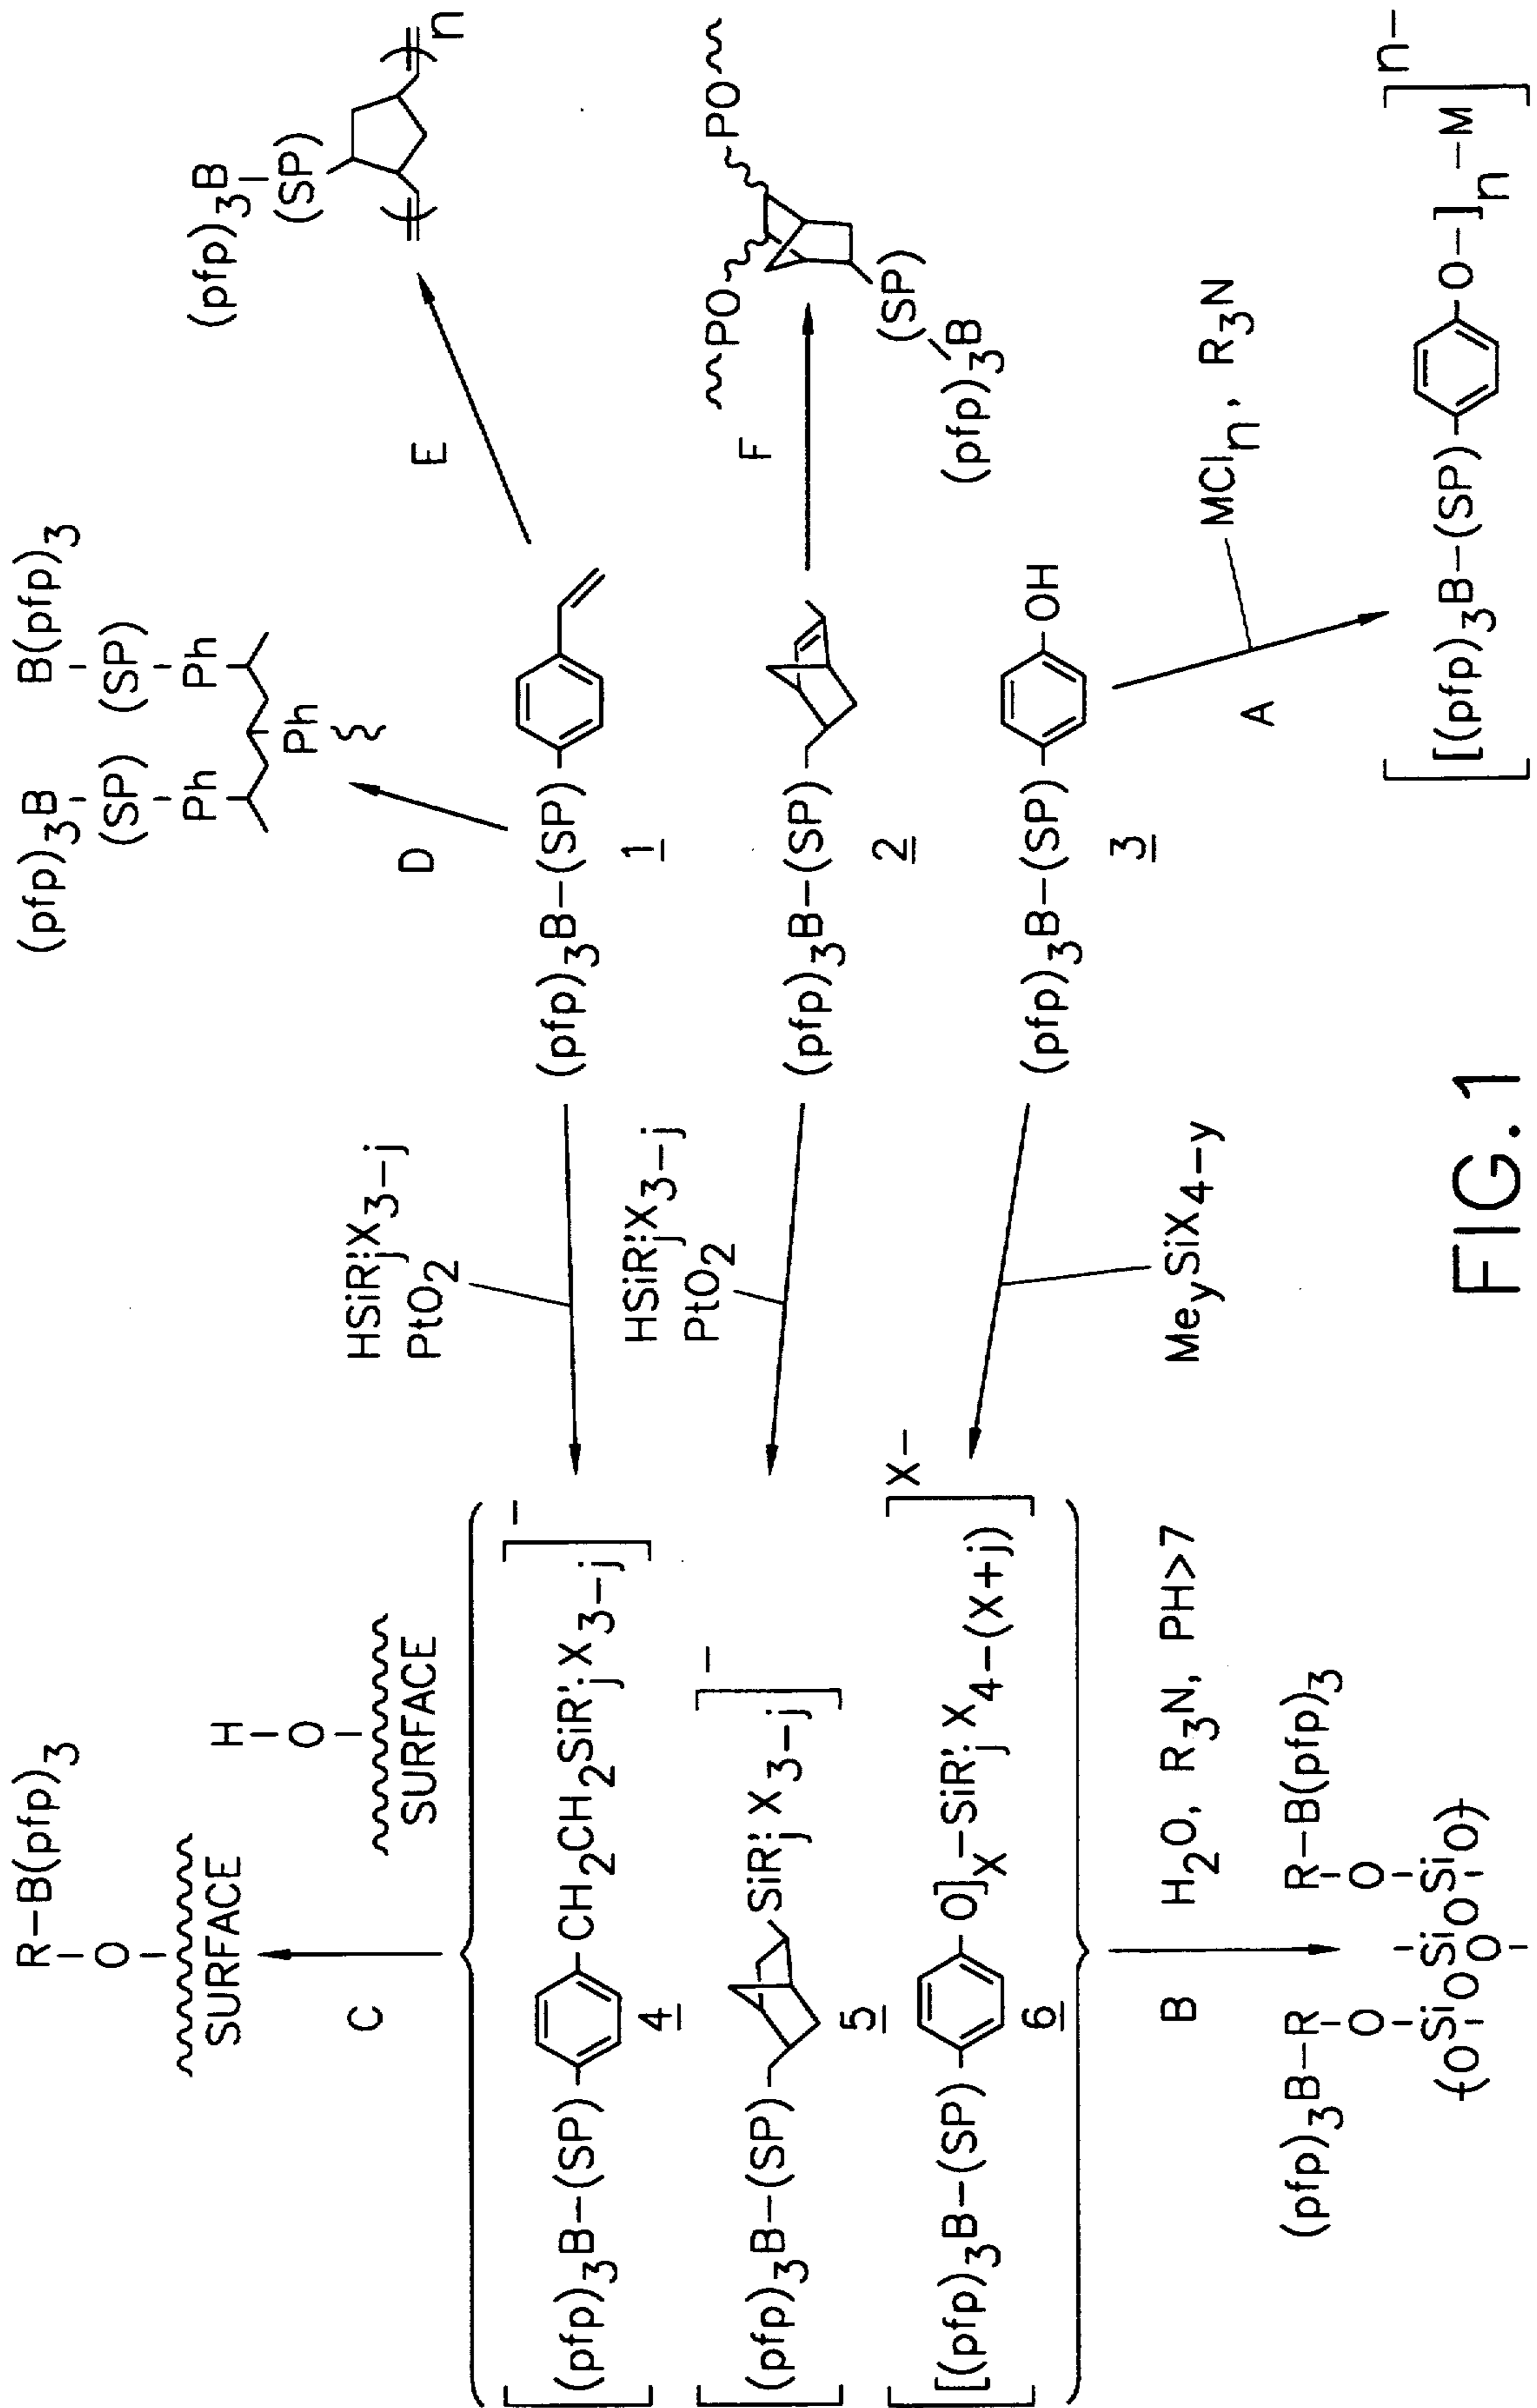 R–B(pfp)3
O
SURFACE
H
O
SURFACE
C
(pfp)3B
(SP)
Ph
B(pfp)3
(SP)
Ph
Ph
D
(pfp)3B
(SP)
n
E
HSiR'jX3–j
PtO2
[(pfp)3B–(SP)–CH2CH2SiR'jX3–j]–
4
(pfp)3B–(SP)
1
HSiR'jX3–j
PtO2
[(pfp)3B–(SP)–SiR'jX3–j]–
5
(pfp)3B–(SP)
2
F
~PO
PO~
(SP)
(pfp)3B
[[(pfp)3B–(SP)–O]X–SiR'jX4–(X+j)]X–
6
MeySiX4–y
(pfp)3B–(SP)–OH
3
A
MCln, R3N
B
H2O, R3N, PH>7
(pfp)3B–R
O
R–B(pfp)3
O
(OSi O Si O SiO)
O
[[(pfp)3B–(SP)–O–]n–M]n–
FIG.1